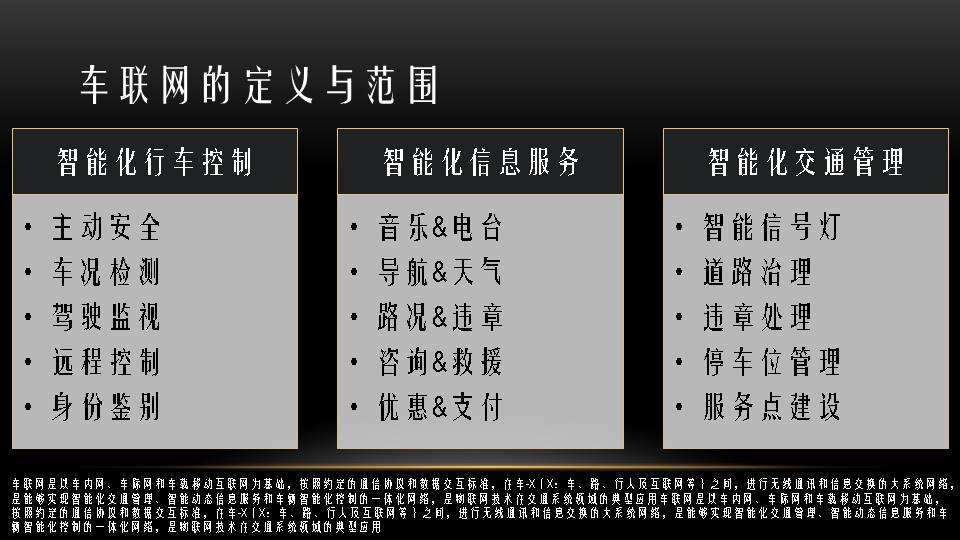 车联网的定义与范围
智能化行车控制
• 主动安全
• 车况检测
• 驾驶监视
• 远程控制
• 身份鉴别
智能化信息服务
• 音乐&电台
• 导航&天气
• 路况&违章
• 咨询&救援
• 优惠&支付
智能化交通管理
• 智能信号灯
• 道路治理
• 违章处理
• 停车位管理
• 服务点建设
车联网是以车内网、车际网和车载移动互联网为基础，按照约定的通信协议和数据交互标准，在车-X（X：车、路、行人及互联网等）之间，进行无线通讯和信息交换的大系统网络，
是能够实现智能化交通管理、智能动态信息服务和车辆智能化控制的一体化网络，是物联网技术在交通系统领域的典型应用车联网是以车内网、车际网和车载移动互联网为基础，
按照约定的通信协议和数据交互标准，在车-X（X：车、路、行人及互联网等）之间，进行无线通讯和信息交换的大系统网络，是能够实现智能化交通管理、智能动态信息服务和车
辆智能化控制的一体化网络，是物联网技术在交通系统领域的典型应用